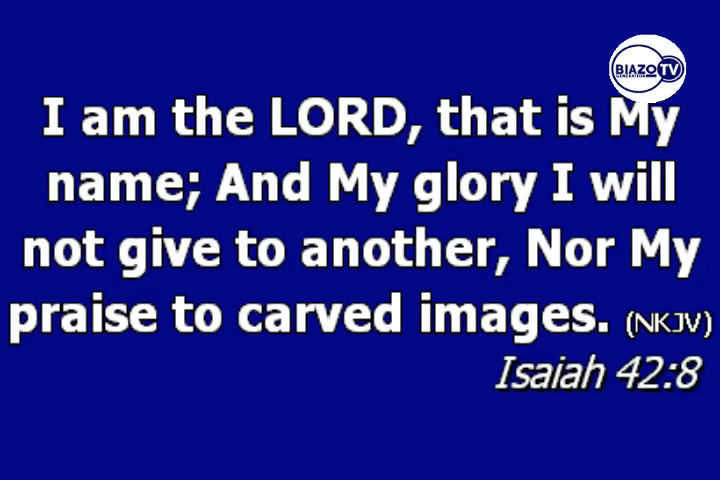 BIAZO TV
GENERATION
I am the LORD, that is My
name; And My glory I will
not give to another, Nor My
praise to carved images. (NKJV)
Isaiah 42:8